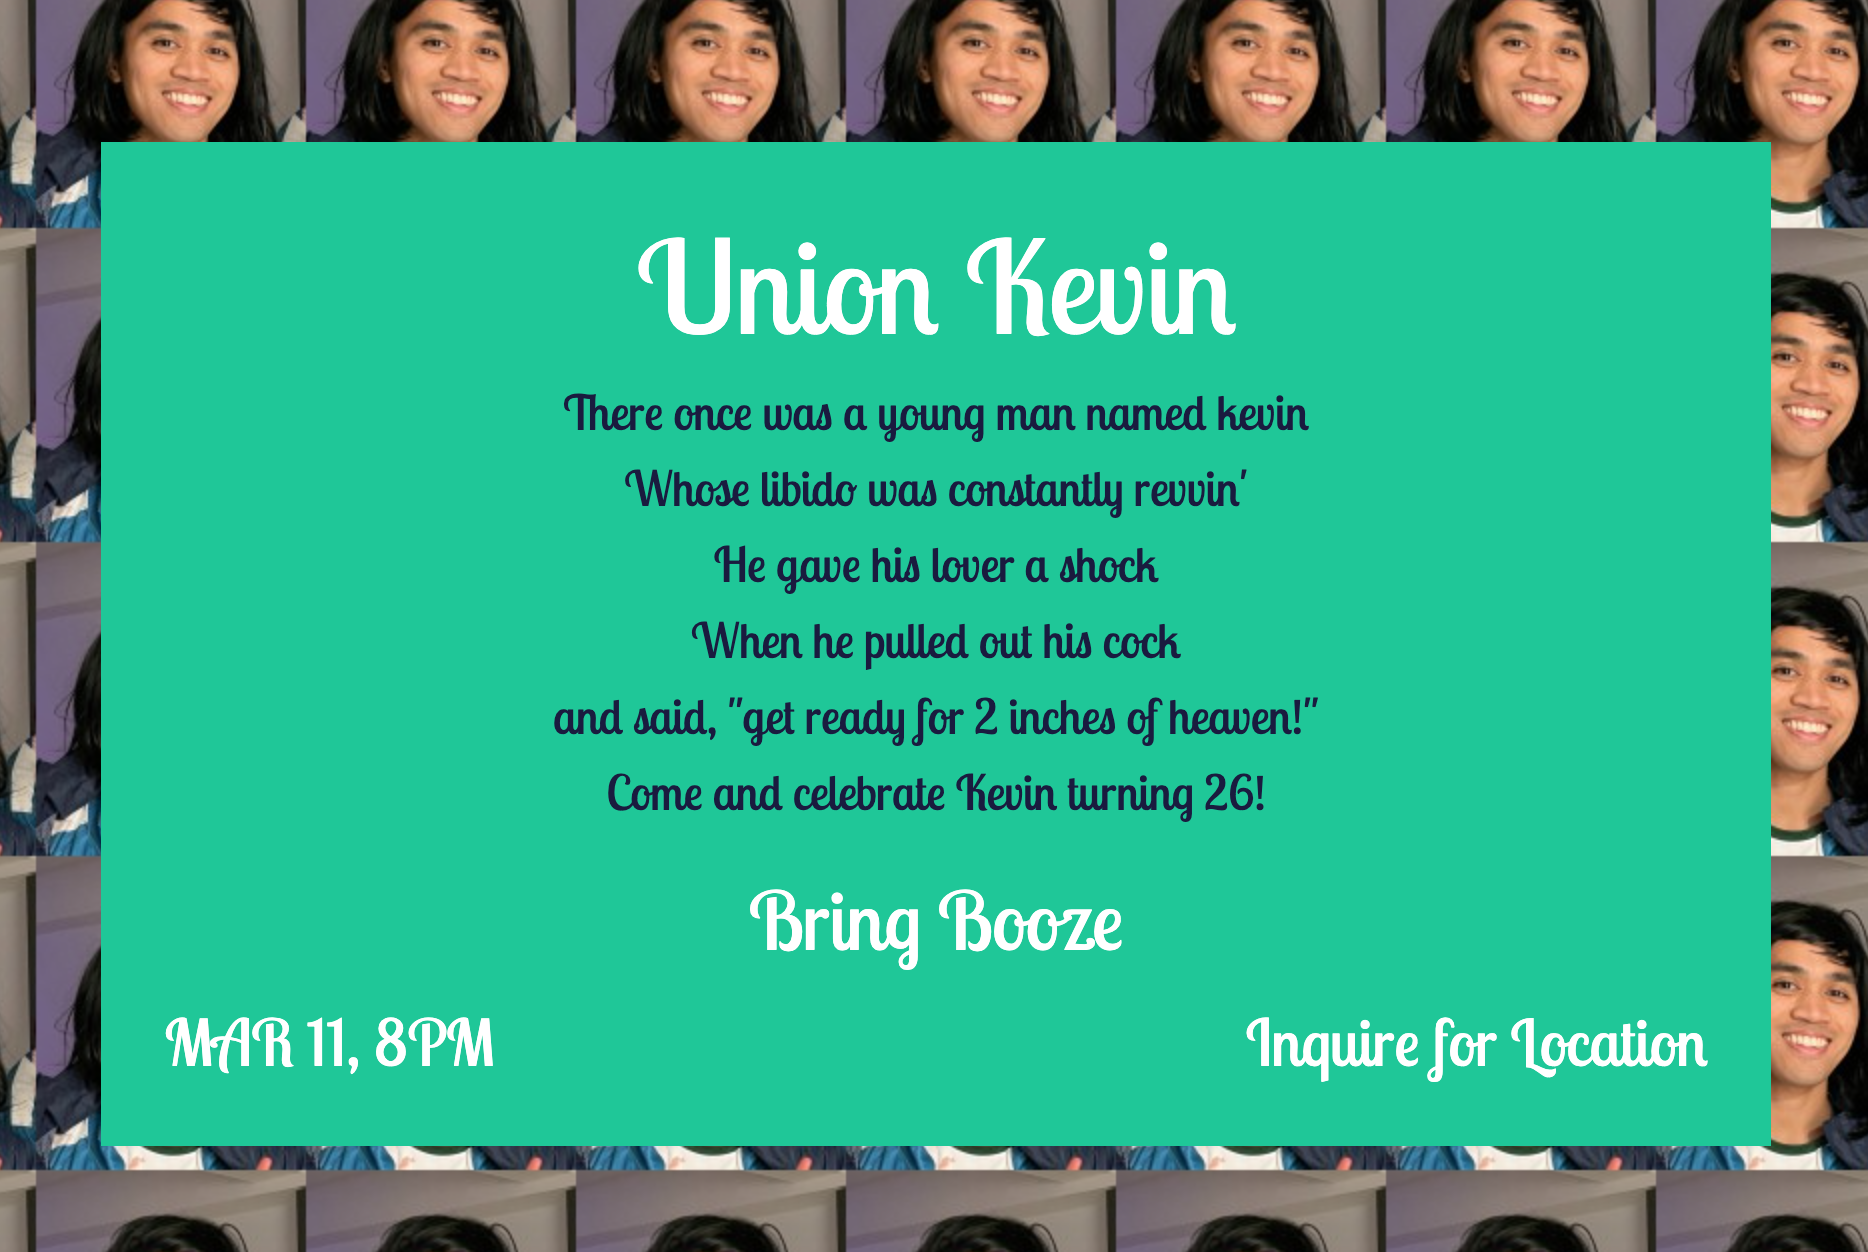 Union Kevin
There once was a young man named kevin
Whose libido was constantly revvin'
He gave his lover a shock
When he pulled out his cock
and said, "get ready for 2 inches of heaven!"
Come and celebrate Kevin turning 26!
Bring Booze
MAR 11, 8PM
Inquire for Location